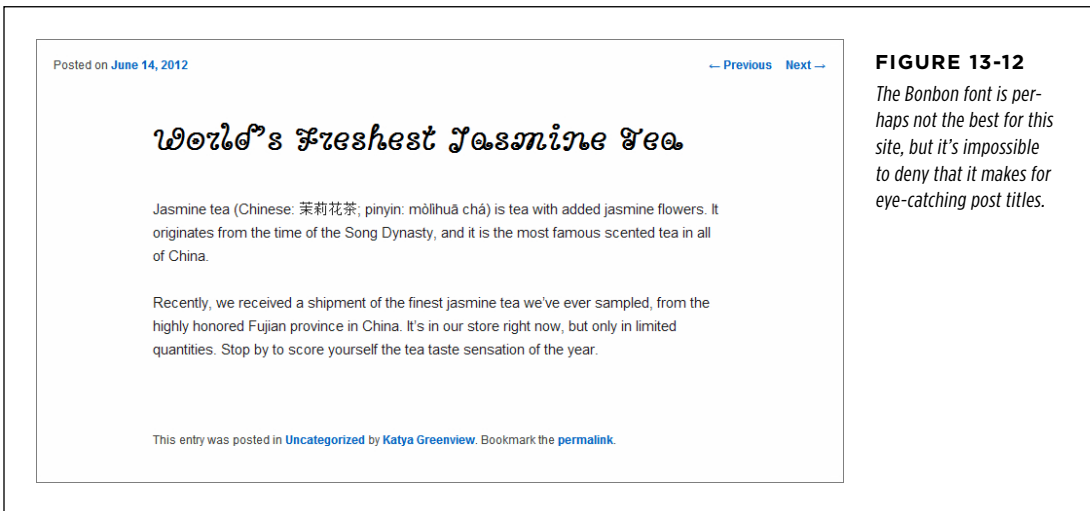 Posted on June 14, 2012
← Previous Next →
World's Freshest Jasmine Tea
Jasmine tea (Chinese: 茉莉花茶; pinyin: mòlìhuā chá) is tea with added jasmine flowers. It
originates from the time of the Song Dynasty, and it is the most famous scented tea in all
of China.
Recently, we received a shipment of the finest jasmine tea we've ever sampled, from the
highly honored Fujian province in China. It's in our store right now, but only in limited
quantities. Stop by to score yourself the tea taste sensation of the year.
This entry was posted in Uncategorized by Katya Greenview. Bookmark the permalink.
FIGURE 13-12
The Bonbon font is per-
haps not the best for this
site, but it's impossible
to deny that it makes for
eye-catching post titles.